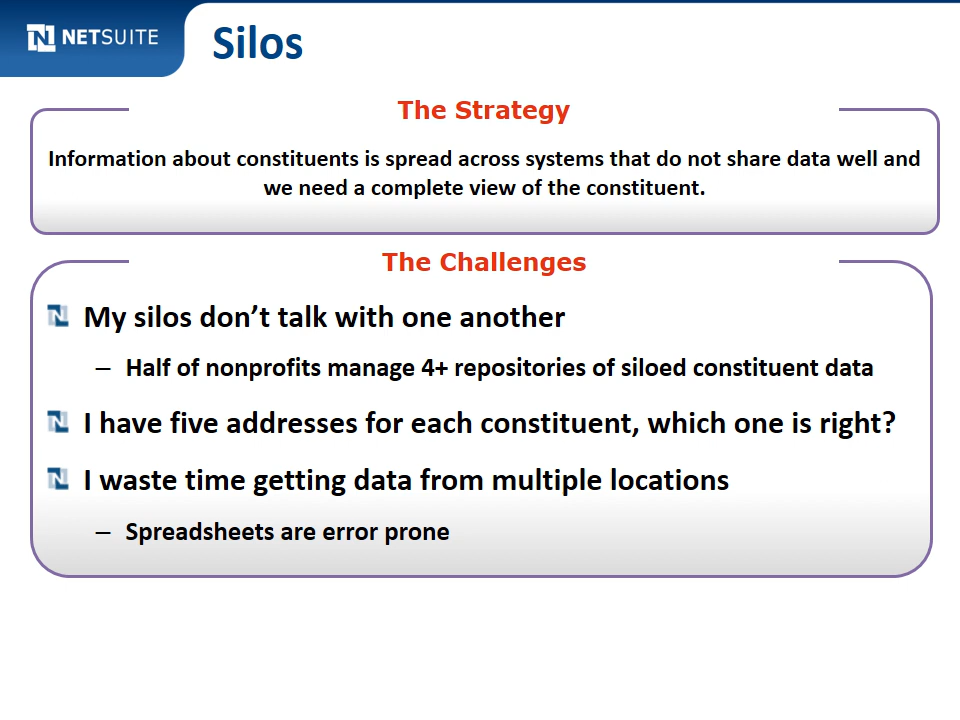 NETSUITE
Silos
The Strategy
Information about constituents is spread across systems that do not share data well and
we need a complete view of the constituent.
The Challenges
My silos don’t talk with one another
– Half of nonprofits manage 4+ repositories of siloed constituent data
I have five addresses for each constituent, which one is right?
I waste time getting data from multiple locations
– Spreadsheets are error prone